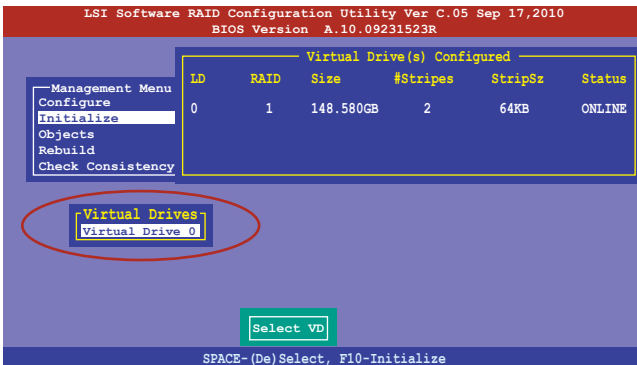 LSI Software RAID Configuration Utility Ver C.05 Sep 17,2010
BIOS Version A.10.09231523R
Virtual Drive(s) Configured
LD RAID Size #Stripes StripSz Status
0 1 148.580GB 2 64KB ONLINE
Management Menu
Configure
Initialize
Objects
Rebuild
Check Consistency
Virtual Drives
Virtual Drive 0
Select VD
SPACE-(De)Select, F10-Initialize